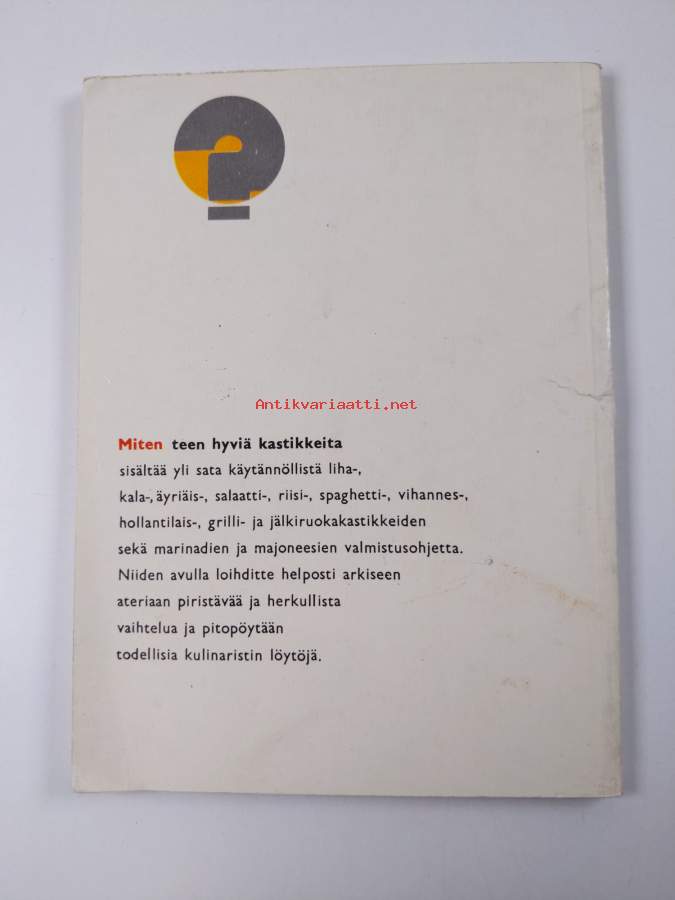 Antikvariaatti.net
Miten teen hyviä kastikkeita
sisältää yli sata käytännöllistä liha-,
kala-, äyriäis-, salaatti-, riisi-, spaghetti-, vihannes-,
hollantilais-, grilli- ja jälkiruokakastikkeiden
sekä marinadien ja majoneesien valmistusohjetta.
Niiden avulla loihditte helposti arkiseen
ateriaan piristävää ja herkullista
vaihtelua ja pitopöytään
todellisia kulinaristin löytöjä.